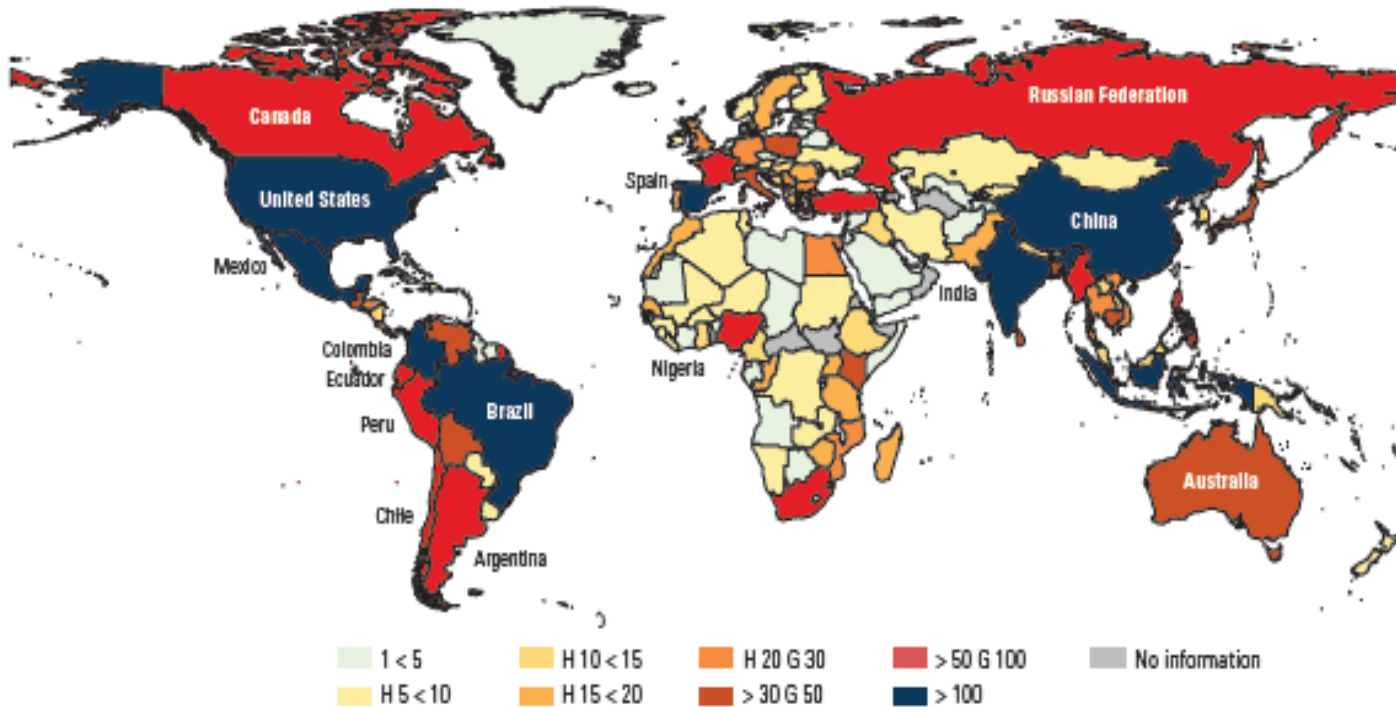 Canada
Russian Federation
Spain
United States
China
Mexico
India
Colombia
Nigeria
Ecuador
Brazil
Peru
Australia
Chile
Argentina
1 < 5
H 10 < 15
H 20 G 30
> 50 G 100
No information
H 5 < 10
H 15 < 20
> 30 G 50
> 100